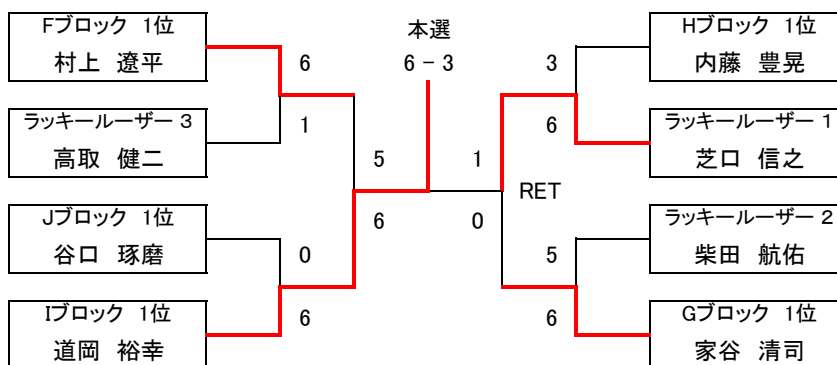 Fブロック 1位
村上 遼平
ラッキールーザー 3
高取 健二
Jブロック 1位
谷口 琢磨
Iブロック 1位
道岡 裕幸
6
1
0
6
5
6
本選
6 – 3
1
0
RET
3
6
5
6
Hブロック 1位
内藤 豊晃
ラッキールーザー 1
芝口 信之
ラッキールーザー 2
柴田 航佑
Gブロック 1位
家谷 清司